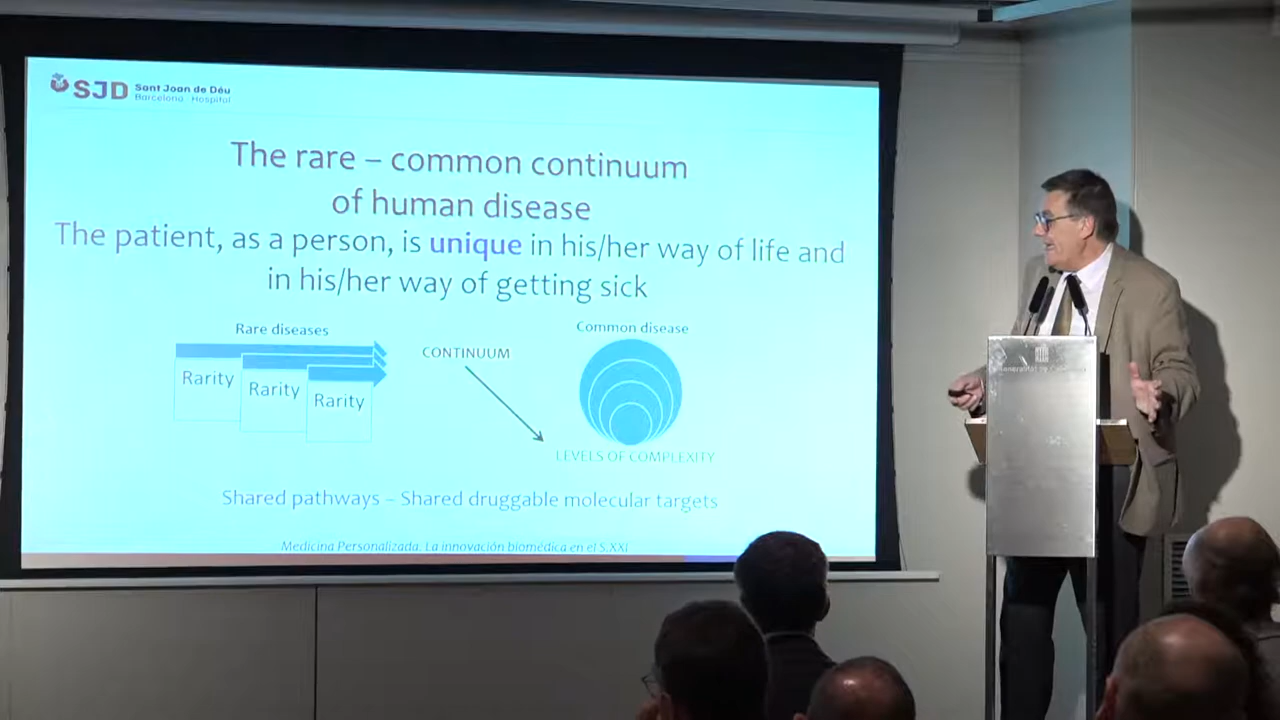 SJD Sant Joan de Déu
Barcelona · Hospital
The rare – common continuum
of human disease
The patient, as a person, is unique in his/her way of life and
in his/her way of getting sick
Rare diseases
Common disease
CONTINUUM
Rarity
Rarity
Rarity
LEVELS OF COMPLEXITY
Shared pathways – Shared druggable molecular targets
Medicina Personalizada. La innovación biomédica en el S.XXI
Generalitat de